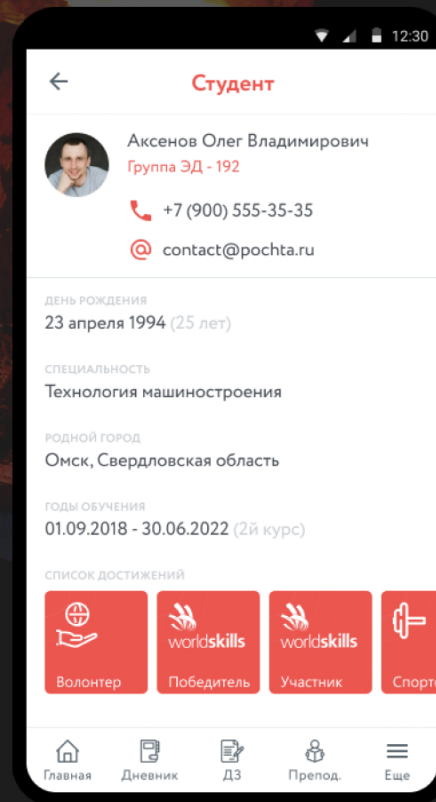 12:30
Студент
Аксенов Олег Владимирович
Группа ЭД - 192
+7 (900) 555-35-35
contact@pochta.ru
ДЕНЬ РОЖДЕНИЯ
23 апреля 1994 (25 лет)
СПЕЦИАЛЬНОСТЬ
Технология машиностроения
РОДНОЙ ГОРОД
Омск, Свердловская область
ГОДЫ ОБУЧЕНИЯ
01.09.2018 - 30.06.2022 (2й курс)
СПИСОК ДОСТИЖЕНИЙ
worldskills worldskills
Волонтер Победитель Участник Спорт
Главная Дневник ДЗ Препод. Еще